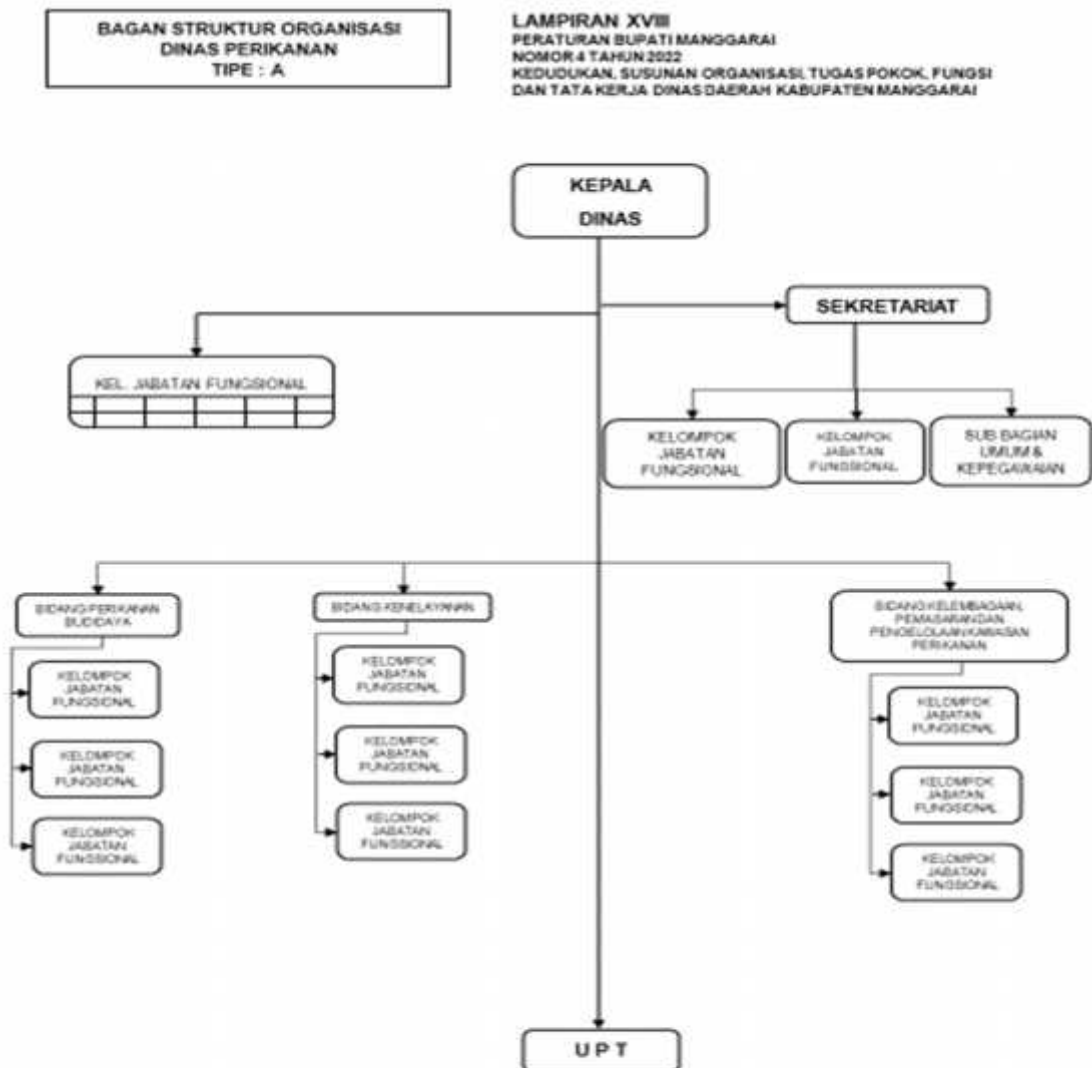 BAGAN STRUKTUR ORGANISASI
DINAS PERIKANAN
TIPE : A
LAMPIRAN XVIII
PERATURAN BUPATI MANGGARAI
NOMOR 4 TAHUN 2022
KEDUDUKAN, SUSUNAN ORGANISASI, TUGAS POKOK, FUNGSI
DAN TATA KERJA DINAS DAERAH KABUPATEN MANGGARAI
KEPALA
DINAS
SEKRETARIAT
KEL. JABATAN FUNGSIONAL
KELOMPOK
JABATAN
FUNGSIONAL
KELOMPOK
JABATAN
FUNGSIONAL
SUB BAGIAN
UMUM &
KEPEGAWAIAN
BIDANG PERIKANAN
BUDIDAYA
KELOMPOK
JABATAN
FUNGSIONAL
KELOMPOK
JABATAN
FUNGSIONAL
KELOMPOK
JABATAN
FUNGSIONAL
BIDANG KENELAYANAN
KELOMPOK
JABATAN
FUNGSIONAL
KELOMPOK
JABATAN
FUNGSIONAL
KELOMPOK
JABATAN
FUNGSIONAL
BIDANG KELEMBAGAAN,
PEMASARAN DAN
PENGELOLAAN KAWASAN
PERIKANAN
KELOMPOK
JABATAN
FUNGSIONAL
KELOMPOK
JABATAN
FUNGSIONAL
KELOMPOK
JABATAN
FUNGSIONAL
U P T